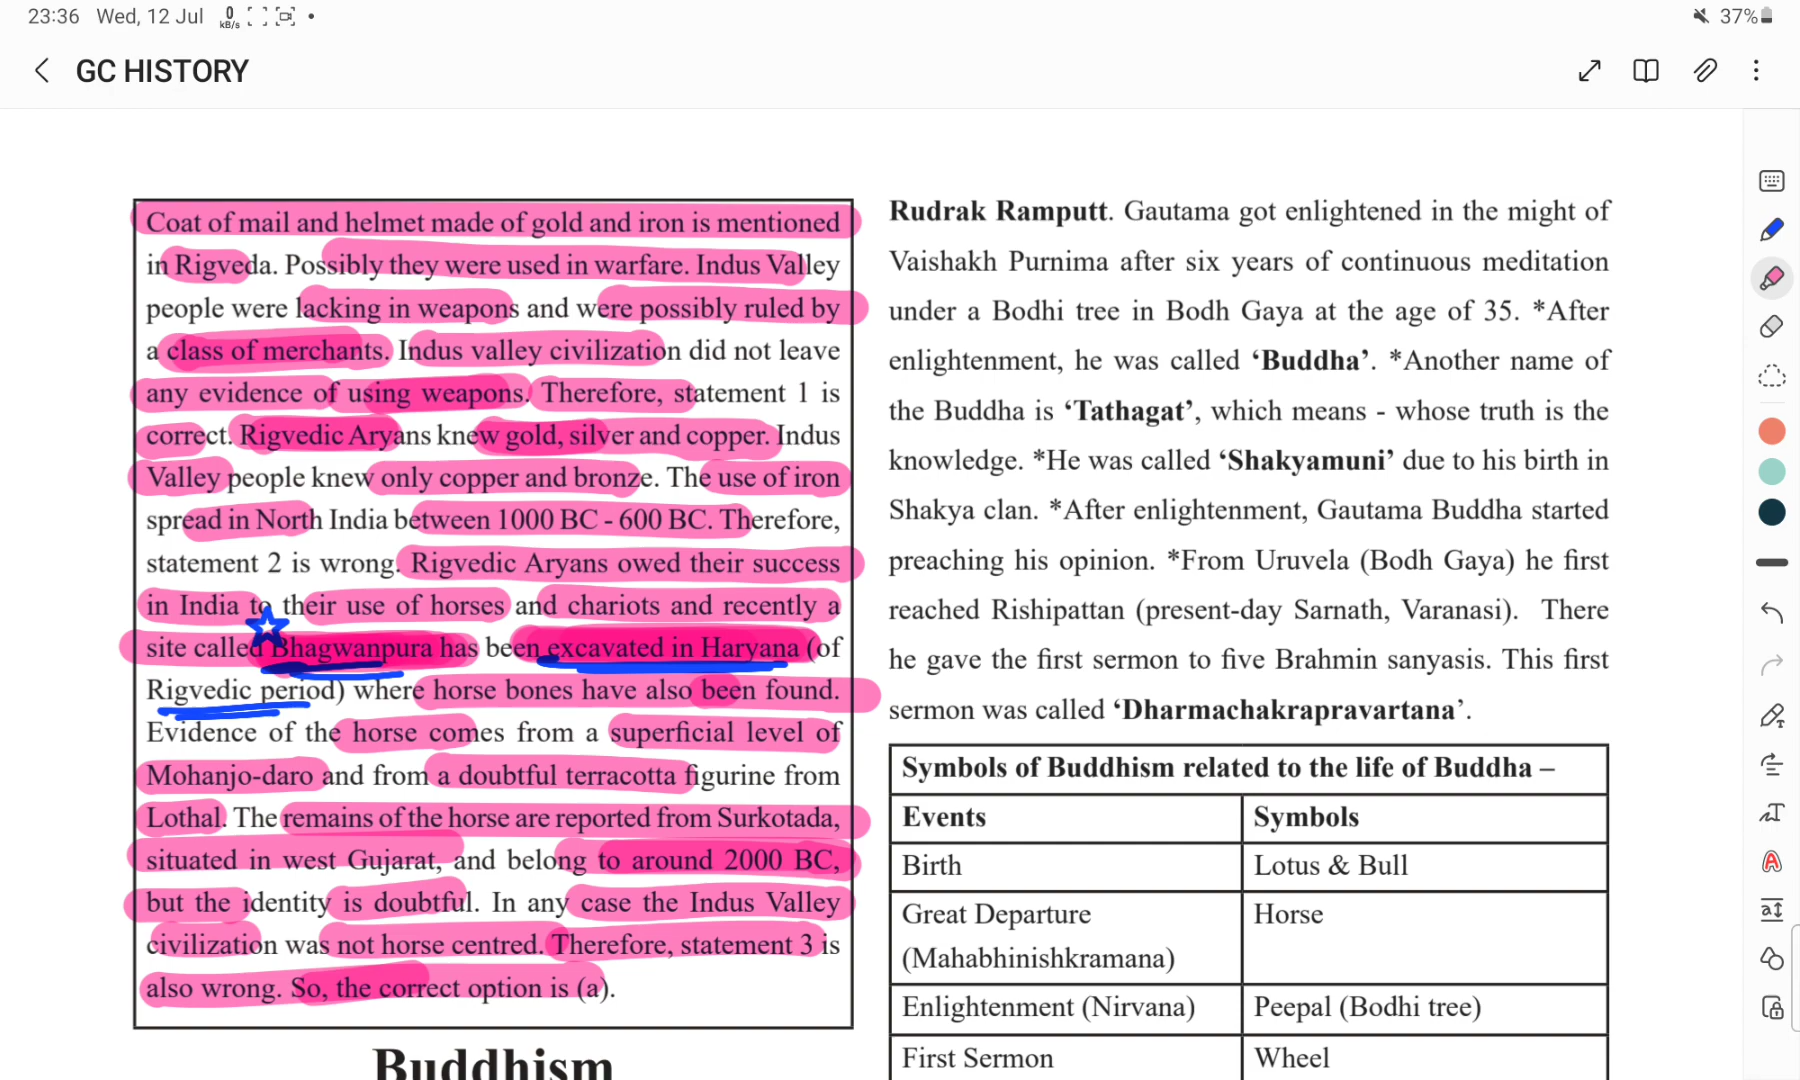 23:36 Wed, 12 Jul 0 kB/s 37%
GC HISTORY
Coat of mail and helmet made of gold and iron is mentioned
in Rigveda. Possibly they were used in warfare. Indus Valley
people were lacking in weapons and were possibly ruled by
a class of merchants. Indus valley civilization did not leave
any evidence of using weapons. Therefore, statement 1 is
correct. Rigvedic Aryans knew gold, silver and copper. Indus
Valley people knew only copper and bronze. The use of iron
spread in North India between 1000 BC - 600 BC. Therefore,
statement 2 is wrong. Rigvedic Aryans owed their success
in India to their use of horses and chariots and recently a
site called Bhagwanpura has been excavated in Haryana (of
Rigvedic period) where horse bones have also been found.
Evidence of the horse comes from a superficial level of
Mohanjo-daro and from a doubtful terracotta figurine from
Lothal. The remains of the horse are reported from Surkotada,
situated in west Gujarat, and belong to around 2000 BC,
but the identity is doubtful. In any case the Indus Valley
civilization was not horse centred. Therefore, statement 3 is
also wrong. So, the correct option is (a).
Buddhism
Rudrak Ramputt. Gautama got enlightened in the might of
Vaishakh Purnima after six years of continuous meditation
under a Bodhi tree in Bodh Gaya at the age of 35. *After
enlightenment, he was called ‘Buddha’. *Another name of
the Buddha is ‘Tathagat’, which means - whose truth is the
knowledge. *He was called ‘Shakyamuni’ due to his birth in
Shakya clan. *After enlightenment, Gautama Buddha started
preaching his opinion. *From Uruvela (Bodh Gaya) he first
reached Rishipattan (present-day Sarnath, Varanasi). There
he gave the first sermon to five Brahmin sanyasis. This first
sermon was called ‘Dharmachakrapravartana’.
Symbols of Buddhism related to the life of Buddha –
Events Symbols
Birth Lotus & Bull
Great Departure Horse
(Mahabhinishkramana)
Enlightenment (Nirvana) Peepal (Bodhi tree)
First Sermon Wheel